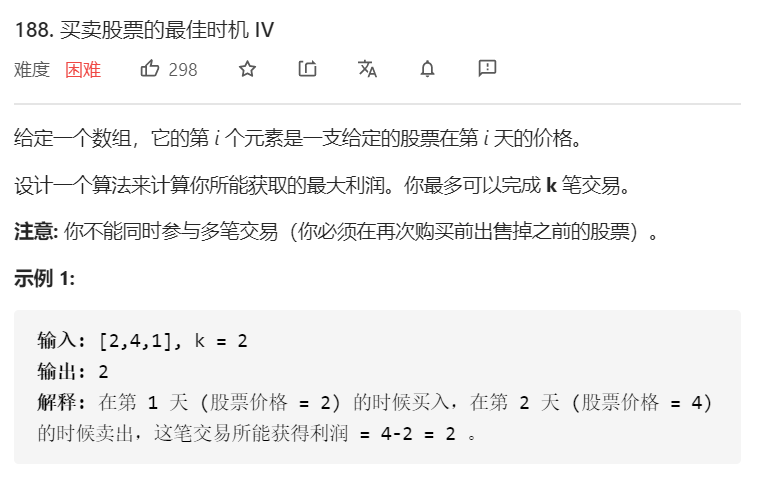 188. 买卖股票的最佳时机 IV
难度 困难 298
给定一个数组，它的第 i 个元素是一支给定的股票在第 i 天的价格。
设计一个算法来计算你所能获取的最大利润。你最多可以完成 k 笔交易。
注意: 你不能同时参与多笔交易（你必须在再次购买前出售掉之前的股票）。
示例 1:
输入: [2,4,1], k = 2
输出: 2
解释: 在第 1 天 (股票价格 = 2) 的时候买入，在第 2 天 (股票价格 = 4)
的时候卖出，这笔交易所能获得利润 = 4-2 = 2 。